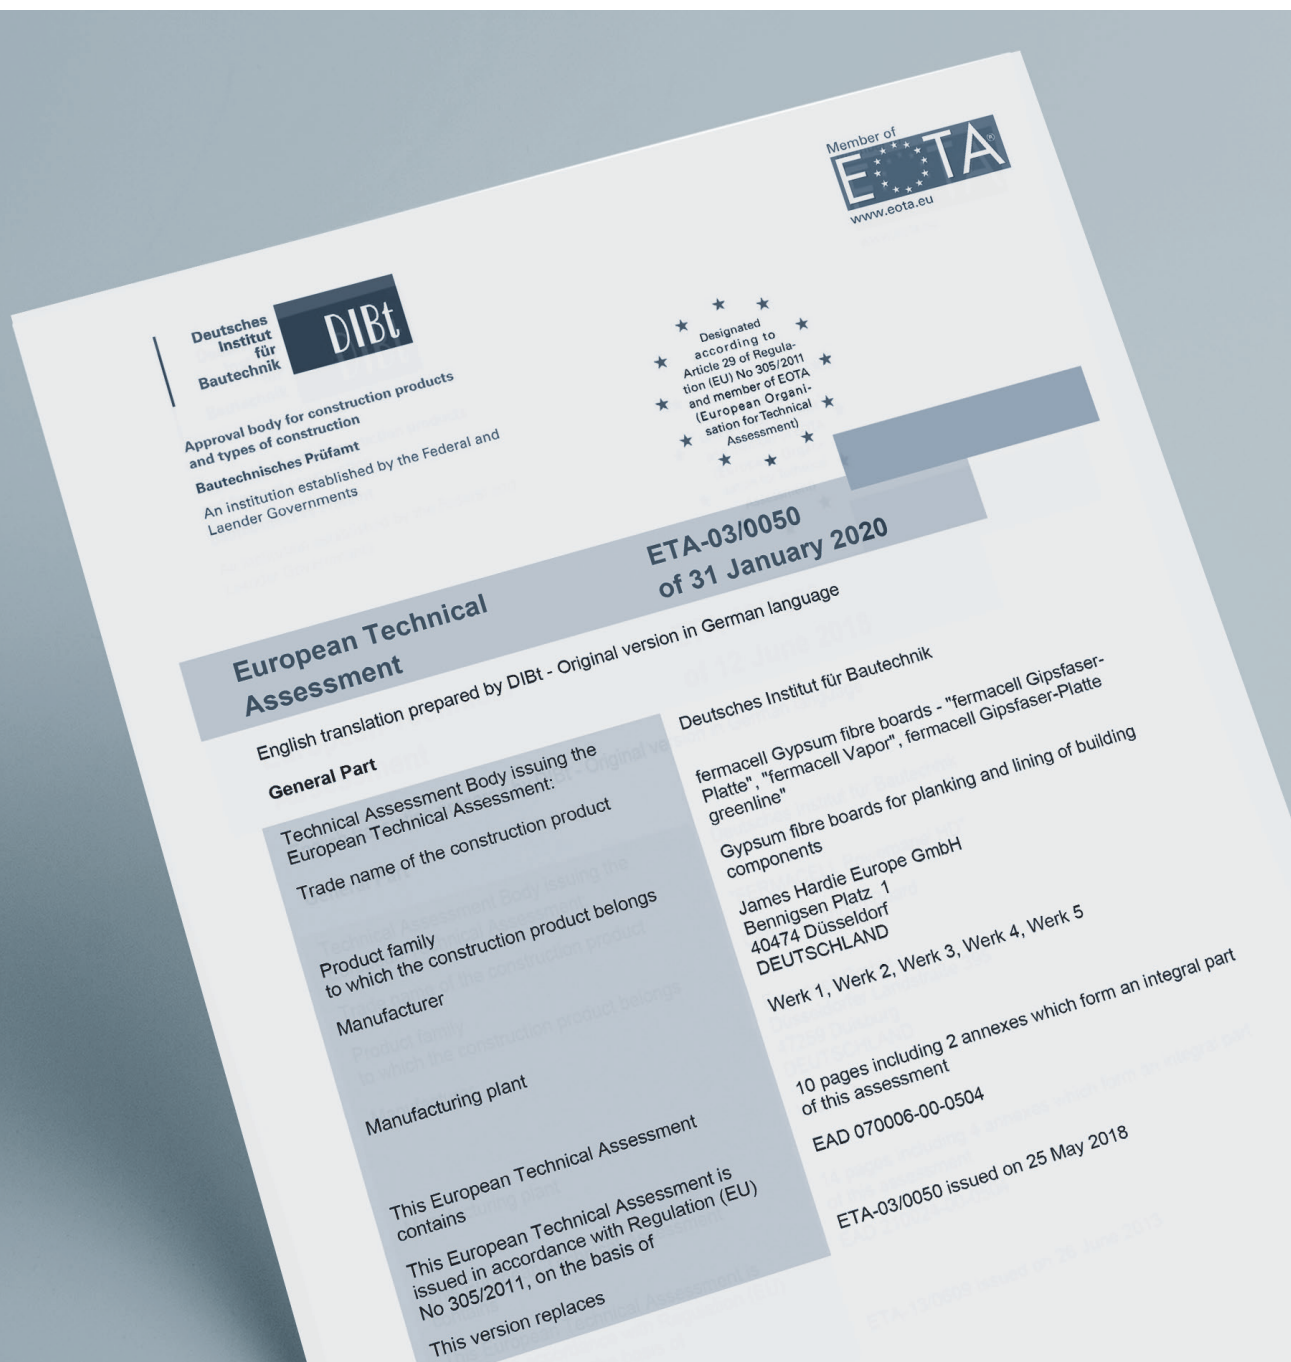 Member of
EOTA®
www.eota.eu
Deutsches
Institut
für
Bautechnik
DIBt
Approval body for construction products
and types of construction
Bautechnisches Prüfamt
An institution established by the Federal and
Laender Governments
Designated
according to
Article 29 of Regula-
tion (EU) No 305/2011
and member of EOTA
(European Organi-
sation for Technical
Assessment)
European Technical
Assessment
ETA-03/0050
of 31 January 2020
English translation prepared by DIBt - Original version in German language
General Part
Technical Assessment Body issuing the
European Technical Assessment:
Deutsches Institut für Bautechnik
Trade name of the construction product
fermacell Gypsum fibre boards - "fermacell Gipsfaser-
Platte", "fermacell Vapor", fermacell Gipsfaser-Platte
greenline"
Product family
to which the construction product belongs
Gypsum fibre boards for planking and lining of building
components
Manufacturer
James Hardie Europe GmbH
Bennigsen Platz 1
40474 Düsseldorf
DEUTSCHLAND
Manufacturing plant
Werk 1, Werk 2, Werk 3, Werk 4, Werk 5
This European Technical Assessment
contains
10 pages including 2 annexes which form an integral part
of this assessment
This European Technical Assessment is
issued in accordance with Regulation (EU)
No 305/2011, on the basis of
EAD 070006-00-0504
This version replaces
ETA-03/0050 issued on 25 May 2018